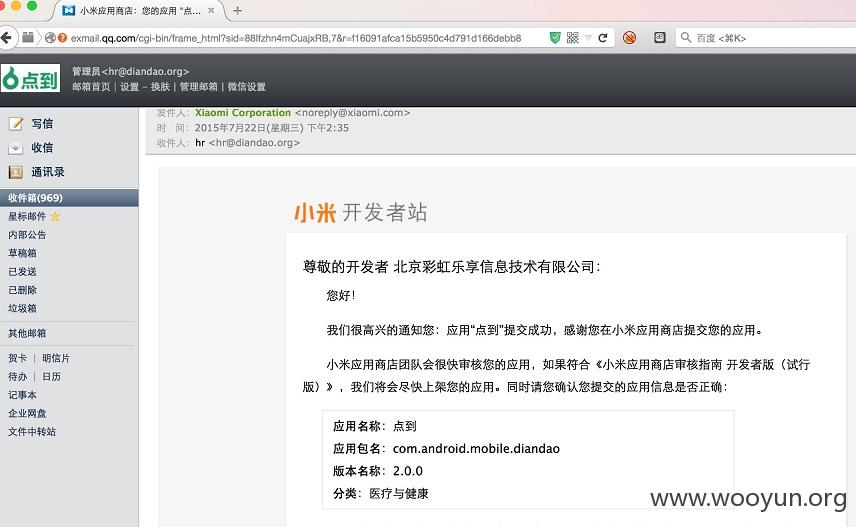 小米应用商店：您的应用 “点...
exmail.qq.com/cgi-bin/frame_html?sid=88lfzhn4mCuajxRB,7&r=f16091afca15b5950c4d791d166debb8
百度 <⌘K>
点到
管理员<hr@diandao.org>
邮箱首页 | 设置 - 换肤 | 管理邮箱 | 微信设置
写信
收信
通讯录
收件箱(969)
星标邮件
内部公告
草稿箱
已发送
已删除
垃圾箱
其他邮箱
贺卡 | 明信片
待办 | 日历
记事本
企业网盘
文件中转站
发件人： Xiaomi Corporation <noreply@xiaomi.com>
时 间： 2015年7月22日(星期三) 下午2:35
收件人： hr <hr@diandao.org>
小米 开发者站
尊敬的开发者 北京彩虹乐享信息技术有限公司：
您好！
我们很高兴的通知您：应用“点到”提交成功，感谢您在小米应用商店提交您的应用。
小米应用商店团队会很快审核您的应用，如果符合《小米应用商店审核指南 开发者版（试行
版）》，我们将会尽快上架您的应用。同时请您确认您提交的应用信息是否正确：
应用名称：点到
应用包名：com.android.mobile.diandao
版本名称：2.0.0
分类：医疗与健康
www.wooyun.org